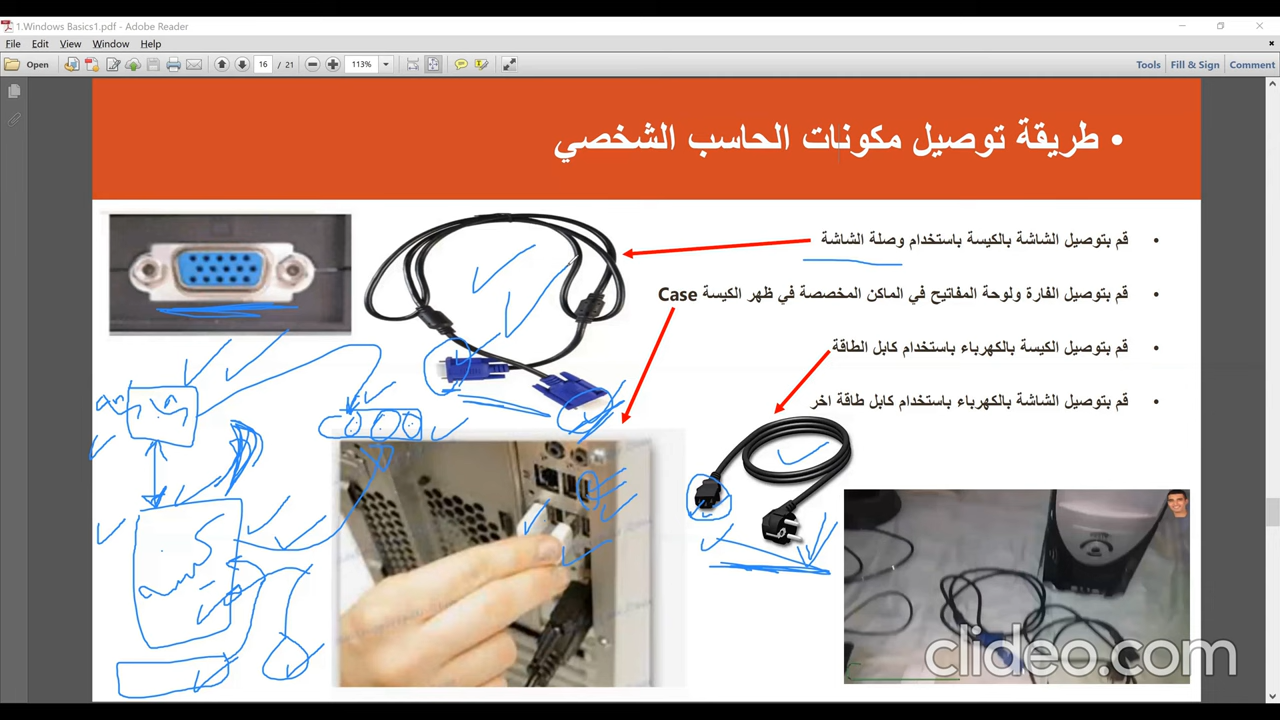 1.Windows Basics1.pdf - Adobe Reader
File Edit View Window Help
Open 16 / 21 113% Tools Fill & Sign Comment
• طريقة توصيل مكونات الحاسب الشخصي
• قم بتوصيل الشاشة بالكيسة باستخدام وصلة الشاشة
• قم بتوصيل الفارة ولوحة المفاتيح في الماكن المخصصة في ظهر الكيسة Case
• قم بتوصيل الكيسة بالكهرباء باستخدام كابل الطاقة
• قم بتوصيل الشاشة بالكهرباء باستخدام كابل طاقة اخر
clideo.com